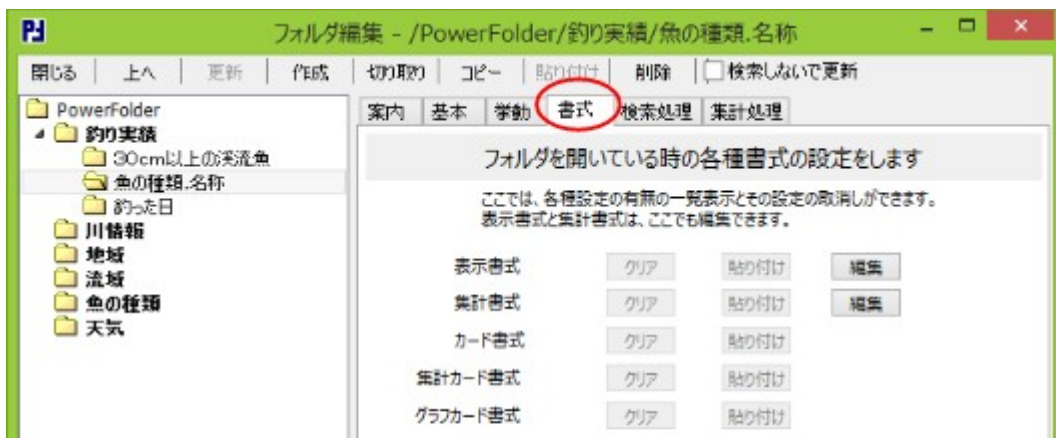 フォルダ編集 - /PowerFolder/釣り実績/魚の種類.名称
閉じる 上へ 更新 作成 切り取り コピー 貼り付け 削除 検索しないで更新
PowerFolder
釣り実績
30cm以上の渓流魚
魚の種類.名称
釣った日
川情報
地域
流域
魚の種類
天気
案内 基本 挙動 書式 検索処理 集計処理
フォルダを開いている時の各種書式の設定をします
ここでは、各種設定の有無の一覧表示とその設定の取消しができます。
表示書式と集計書式は、ここでも編集できます。
表示書式 クリア 貼り付け 編集
集計書式 クリア 貼り付け 編集
カード書式 クリア 貼り付け
集計カード書式 クリア 貼り付け
グラフカード書式 クリア 貼り付け